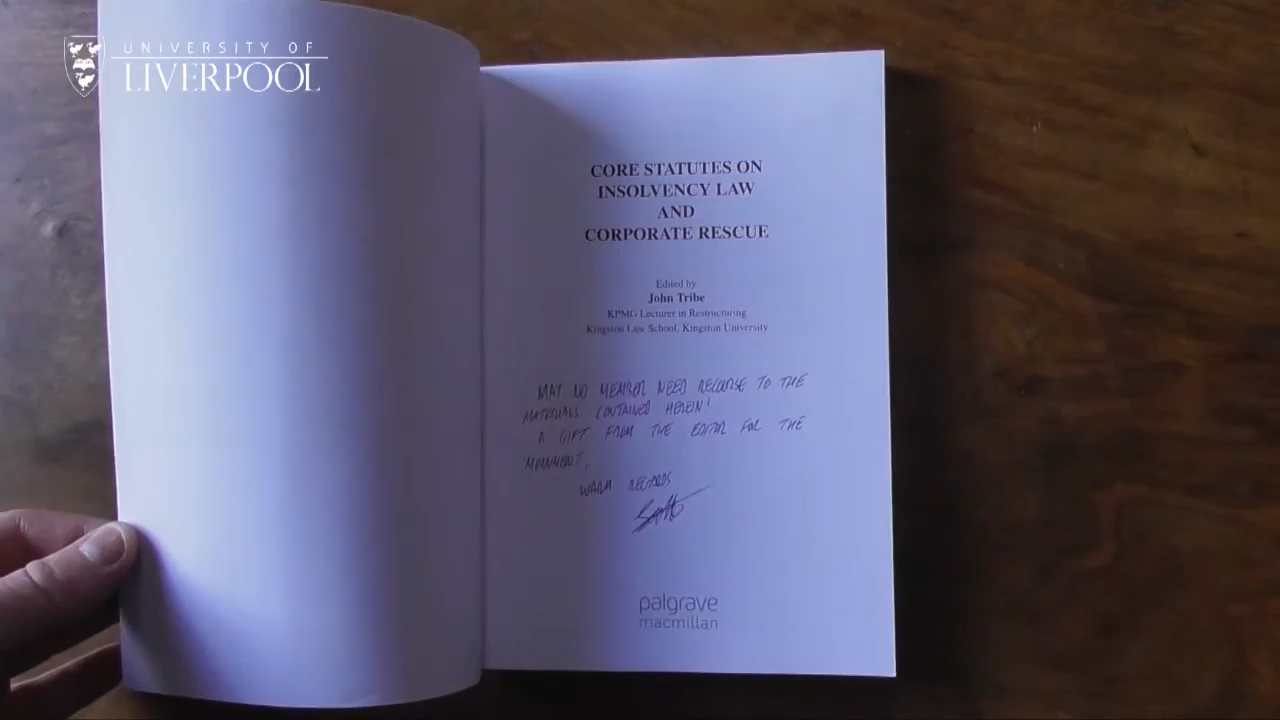 UNIVERSITY OF
LIVERPOOL
CORE STATUTES ON
INSOLVENCY LAW
AND
CORPORATE RESCUE
Edited by
John Tribe
KPMG Lecturer in Restructuring
Kingston Law School, Kingston University
MAY NO MEMBER NEED RECOURSE TO THE
MATERIALS CONTAINED HEREIN!
A GIFT FROM THE EDITOR FOR THE
WARM REGARDS
palgrave
macmillan